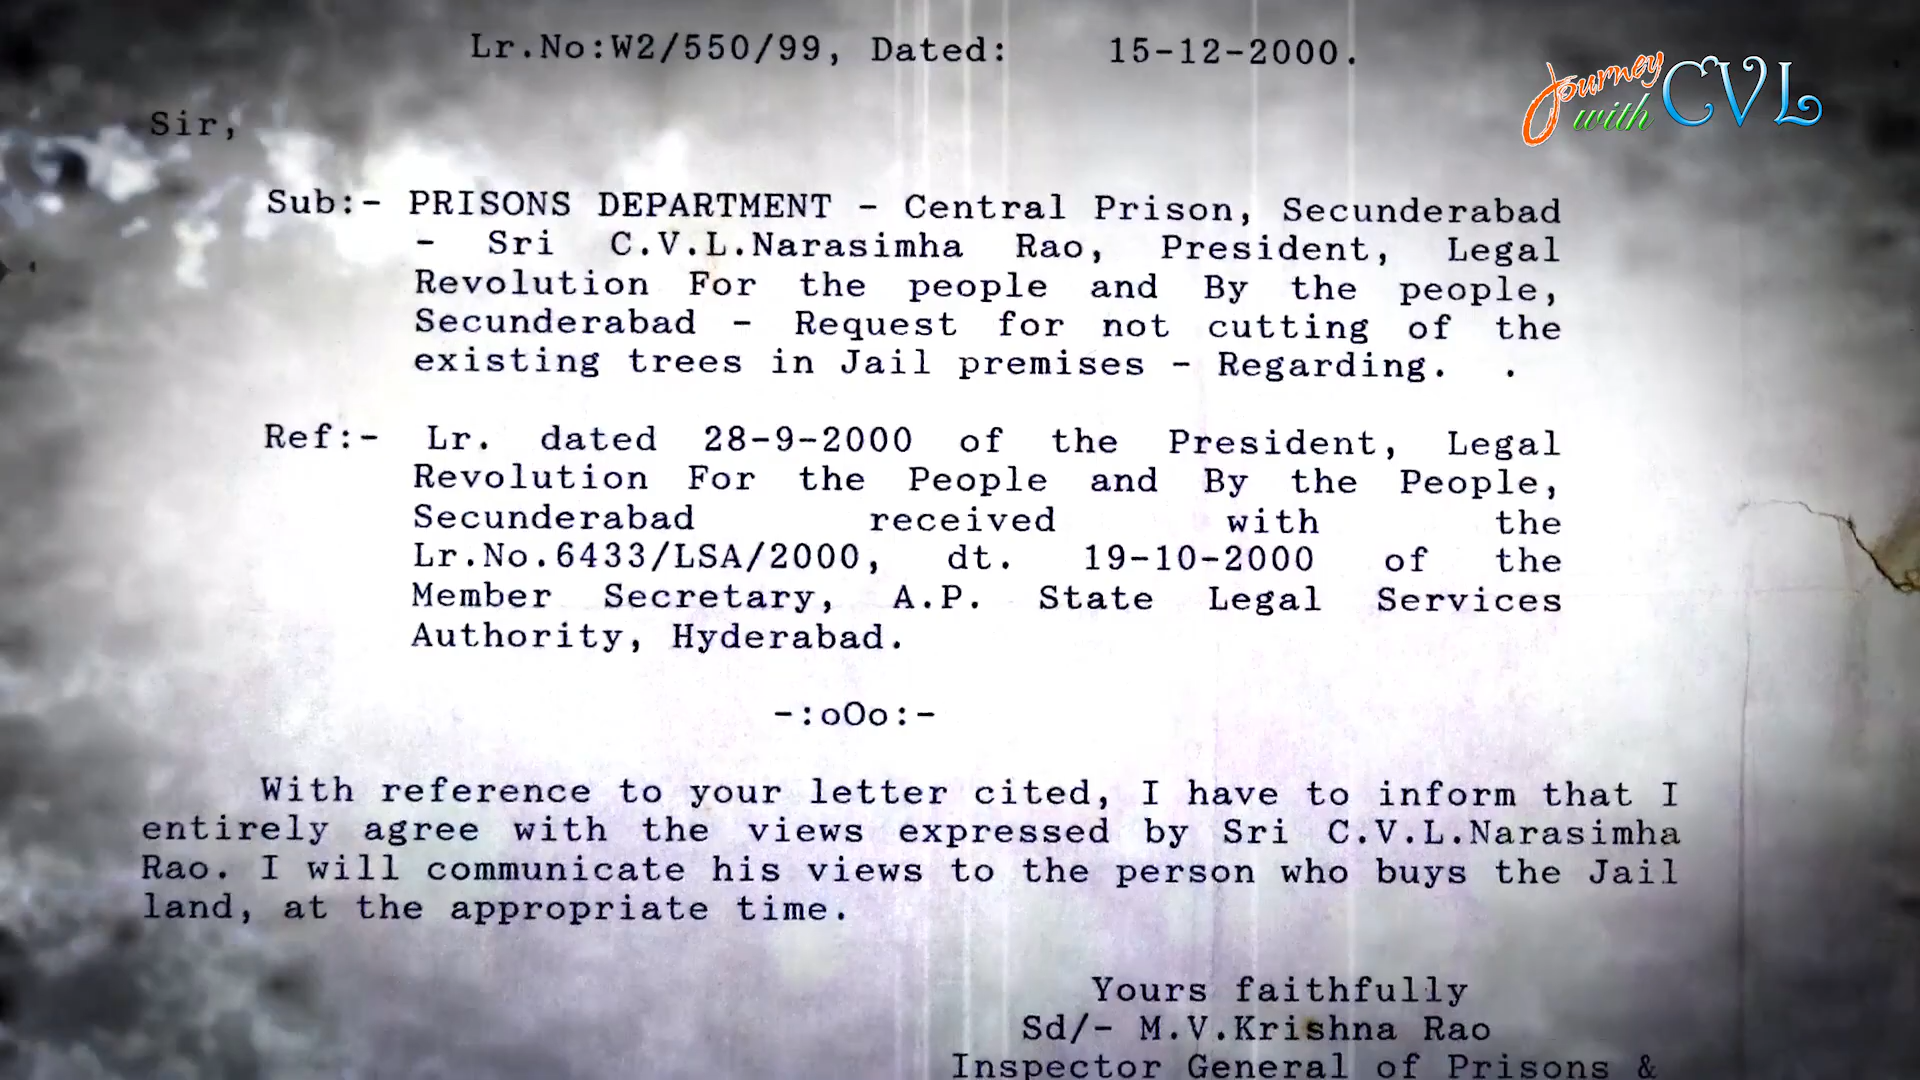 Lr.No:W2/550/99, Dated: 15-12-2000.
Journey with CVL
Sir,
Sub:- PRISONS DEPARTMENT - Central Prison, Secunderabad
- Sri C.V.L.Narasimha Rao, President, Legal
Revolution For the people and By the people,
Secunderabad - Request for not cutting of the
existing trees in Jail premises - Regarding. .
Ref:- Lr. dated 28-9-2000 of the President, Legal
Revolution For the People and By the People,
Secunderabad received with the
Lr.No.6433/LSA/2000, dt. 19-10-2000 of the
Member Secretary, A.P. State Legal Services
Authority, Hyderabad.
-:oOo:-
With reference to your letter cited, I have to inform that I
entirely agree with the views expressed by Sri C.V.L.Narasimha
Rao. I will communicate his views to the person who buys the Jail
land, at the appropriate time.
Yours faithfully
Sd/- M.V.Krishna Rao
Inspector General of Prisons &